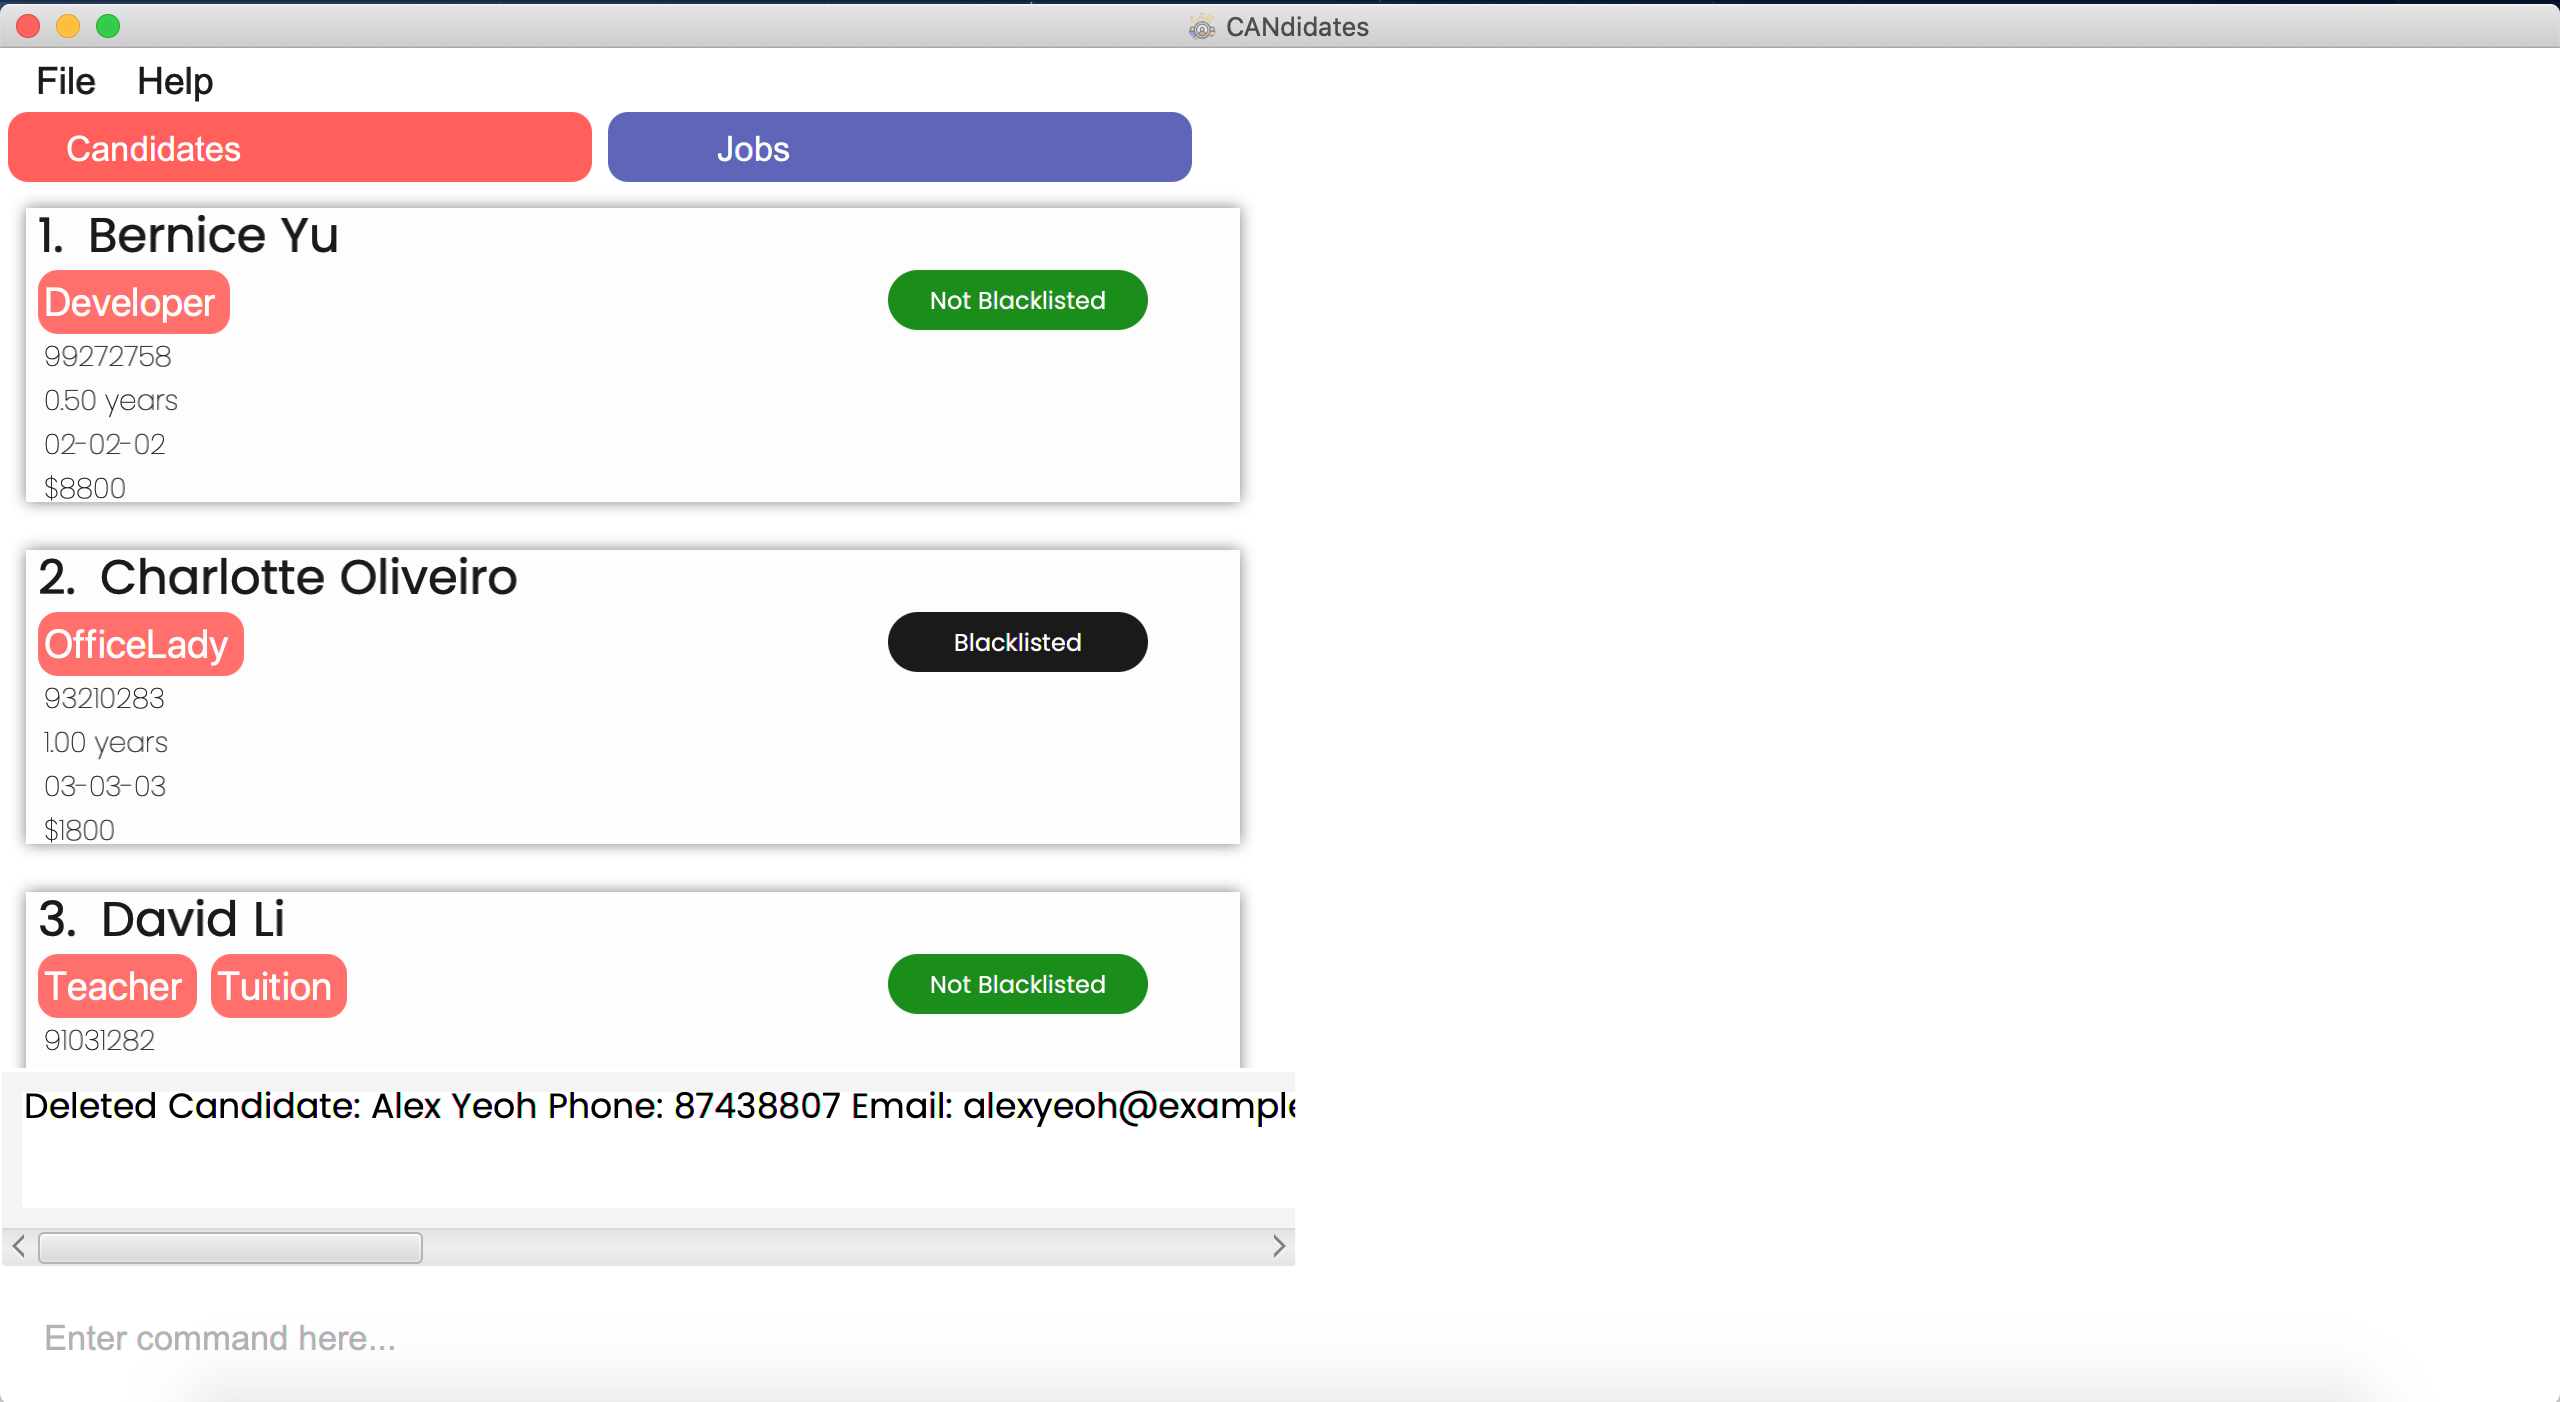 CANdidates
File Help
Candidates Jobs
1. Bernice Yu
Developer
Not Blacklisted
99272758
0.50 years
02-02-02
$8800
2. Charlotte Oliveiro
OfficeLady
Blacklisted
93210283
1.00 years
03-03-03
$1800
3. David Li
Teacher Tuition
Not Blacklisted
91031282
Deleted Candidate: Alex Yeoh Phone: 87438807 Email: alexyeoh@example
Enter command here...